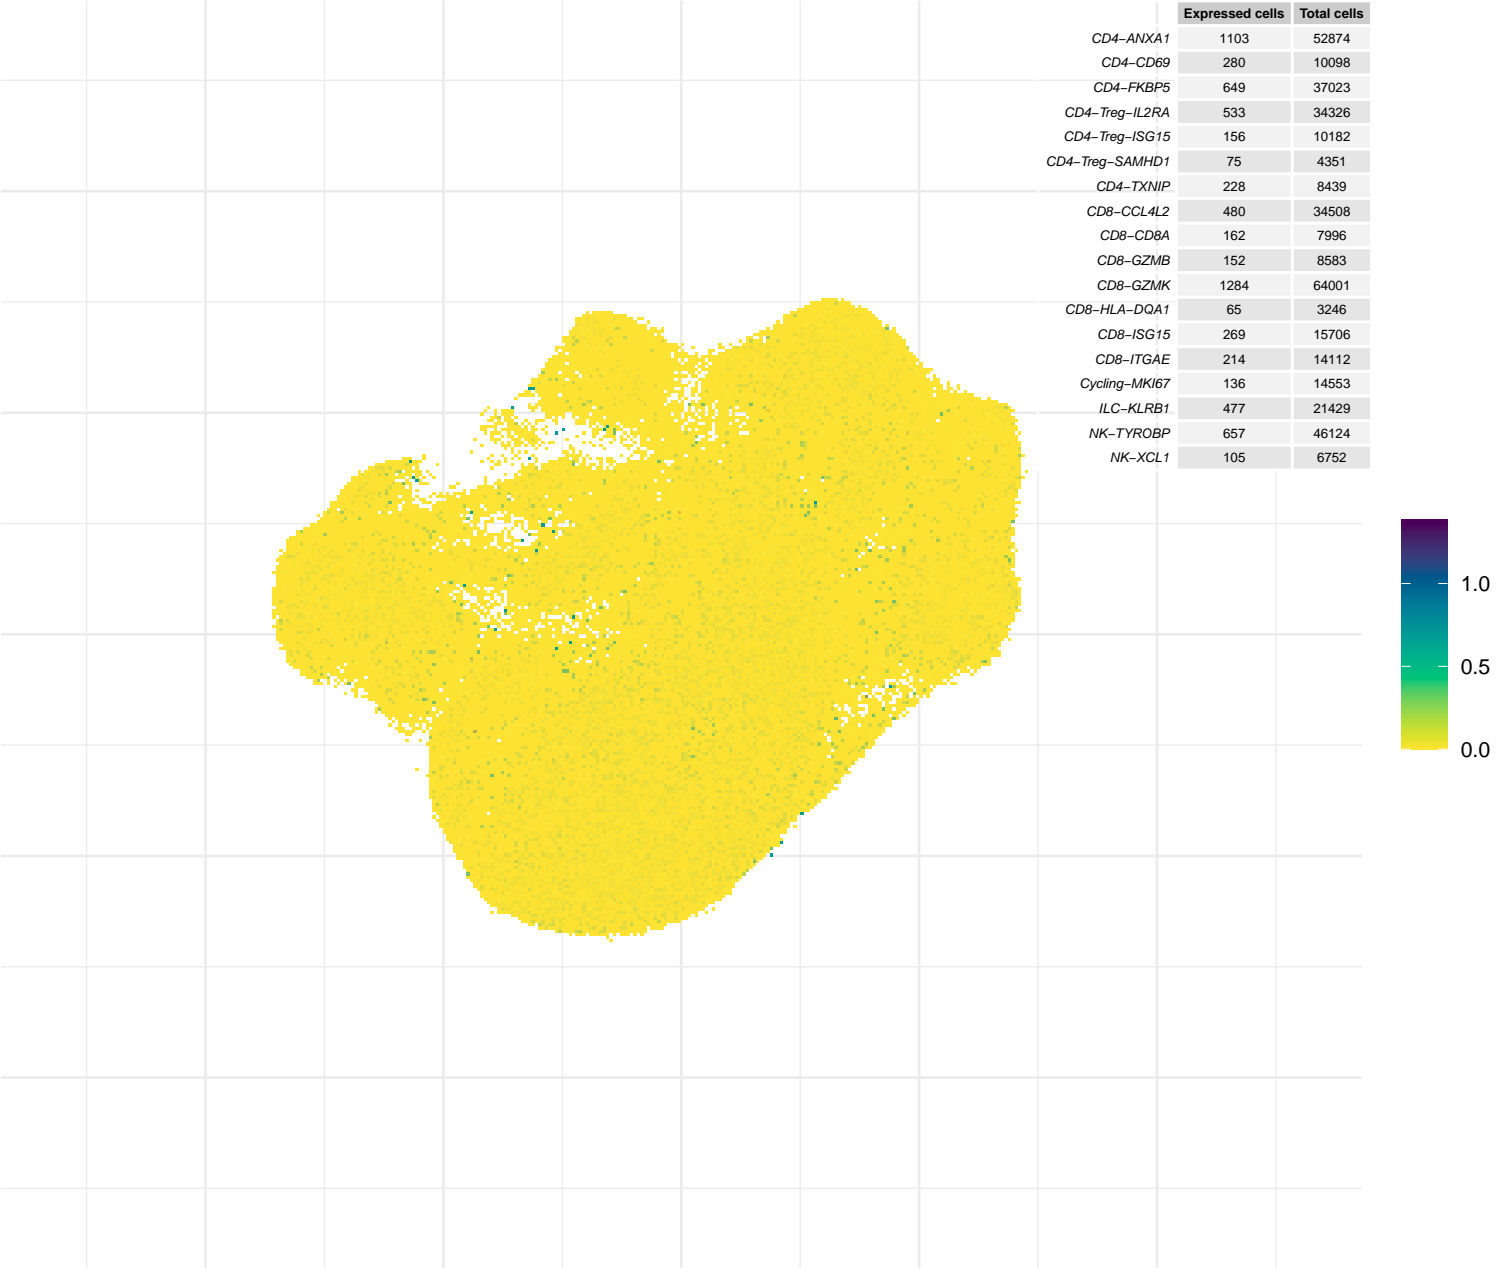 Expressed cells Total cells
CD4−ANXA1 1103 52874
CD4−CD69 280 10098
CD4−FKBP5 649 37023
CD4−Treg−IL2RA 533 34326
CD4−Treg−ISG15 156 10182
CD4−Treg−SAMHD1 75 4351
CD4−TXNIP 228 8439
CD8−CCL4L2 480 34508
CD8−CD8A 162 7996
CD8−GZMB 152 8583
CD8−GZMK 1284 64001
CD8−HLA−DQA1 65 3246
CD8−ISG15 269 15706
CD8−ITGAE 214 14112
Cycling−MKI67 136 14553
ILC−KLRB1 477 21429
NK−TYROBP 657 46124
NK−XCL1 105 6752
1.0
0.5
0.0